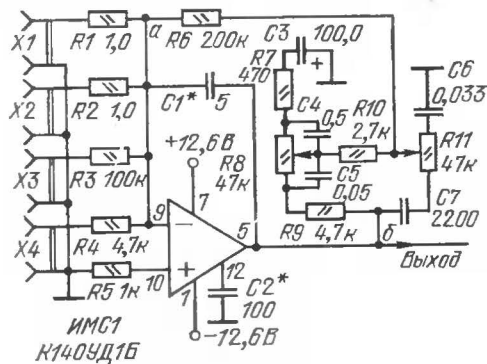 X1
R1 1,0
а
R6
200к
C3
100,0
+
R7
470
C6
0,033
X2
R2 1,0
C1*
5
C4
0,5
R10
2,7к
R11
47к
+12,6 В
R8
47к
C5
0,05
X3
R3 100к
7
C7
2200
X4
R4 4,7к
9
−
5
R9 4,7к
б
Выход
R5 1к
10
+
12
1
C2*
100
−12,6В
ИМС1
К140УД1Б